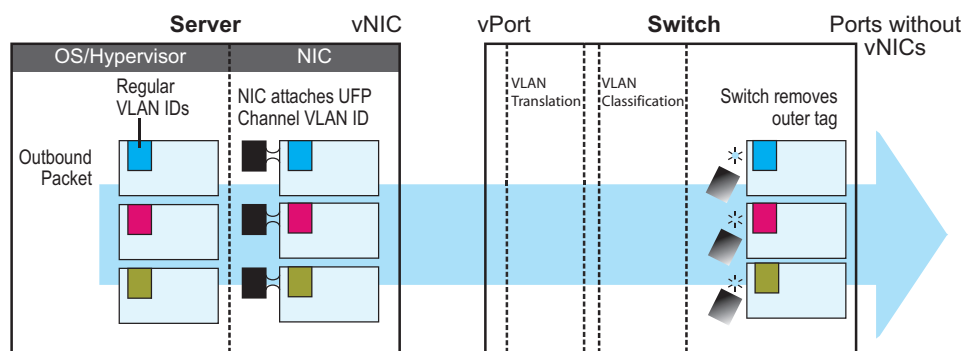 Server
vNIC
vPort
Switch
Ports without
vNICs
OS/Hypervisor
NIC
Regular
VLAN IDs
NIC attaches UFP
Channel VLAN ID
VLAN
Translation
VLAN
Classification
Switch removes
outer tag
Outbound
Packet